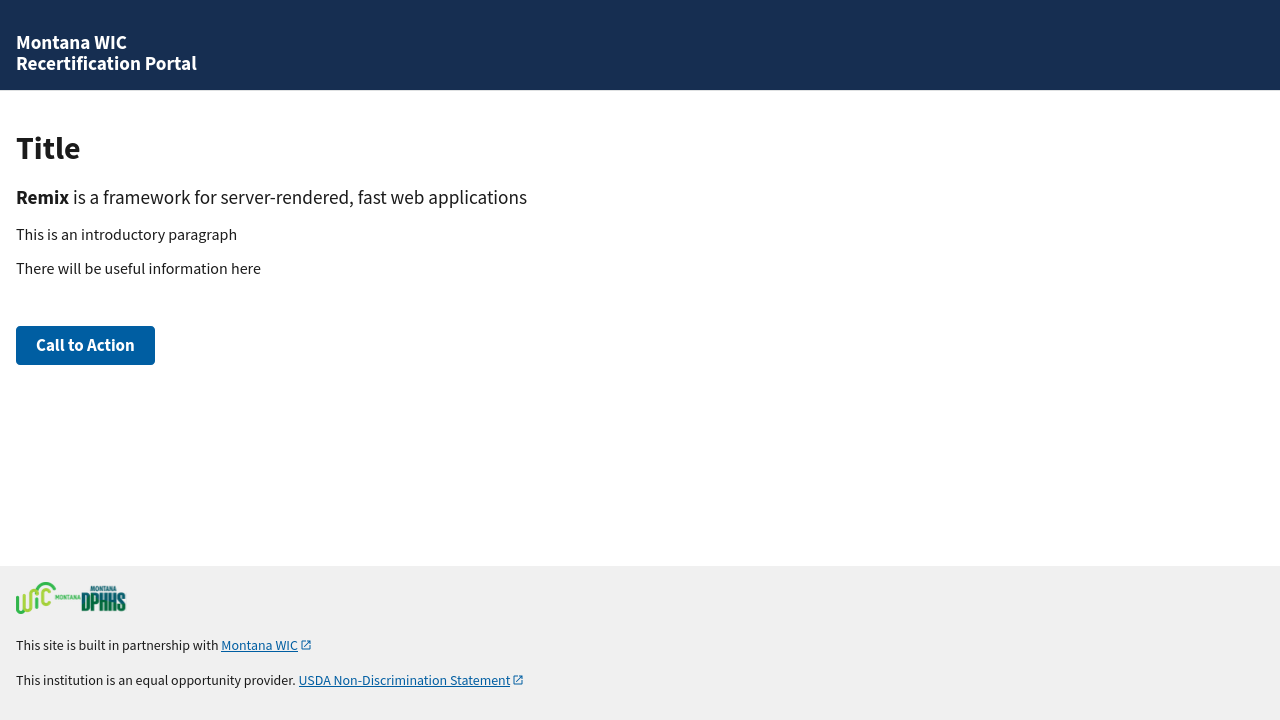 Montana WIC
Recertification Portal
Title
Remix is a framework for server-rendered, fast web applications
This is an introductory paragraph
There will be useful information here
Call to Action
WIC MONTANA MONTANA DPHHS
This site is built in partnership with Montana WIC
This institution is an equal opportunity provider. USDA Non-Discrimination Statement